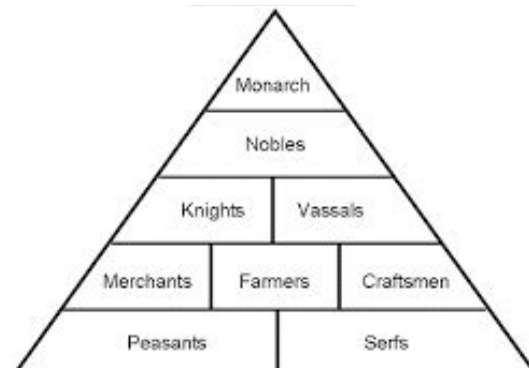 Monarch
Nobles
Knights Vassals
Merchants Farmers Craftsmen
Peasants Serfs